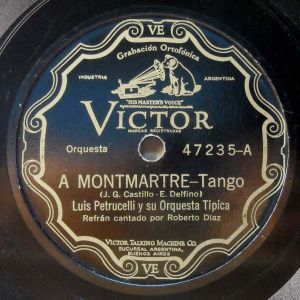 VE
Grabación Ortofónica
INDUSTRIA ARGENTINA
"HIS MASTER'S VOICE"
VICTOR
MARCAS REGISTRADAS
Orquesta 47235-A
A MONTMARTRE-Tango
(J. G. Castillo - E. Delfino)
Luis Petrucelli y su Orquesta Típica
Refrán cantado por Roberto Diaz
VICTOR TALKING MACHINE CO.
SUCURSAL ARGENTINA,
BUENOS AIRES
VE